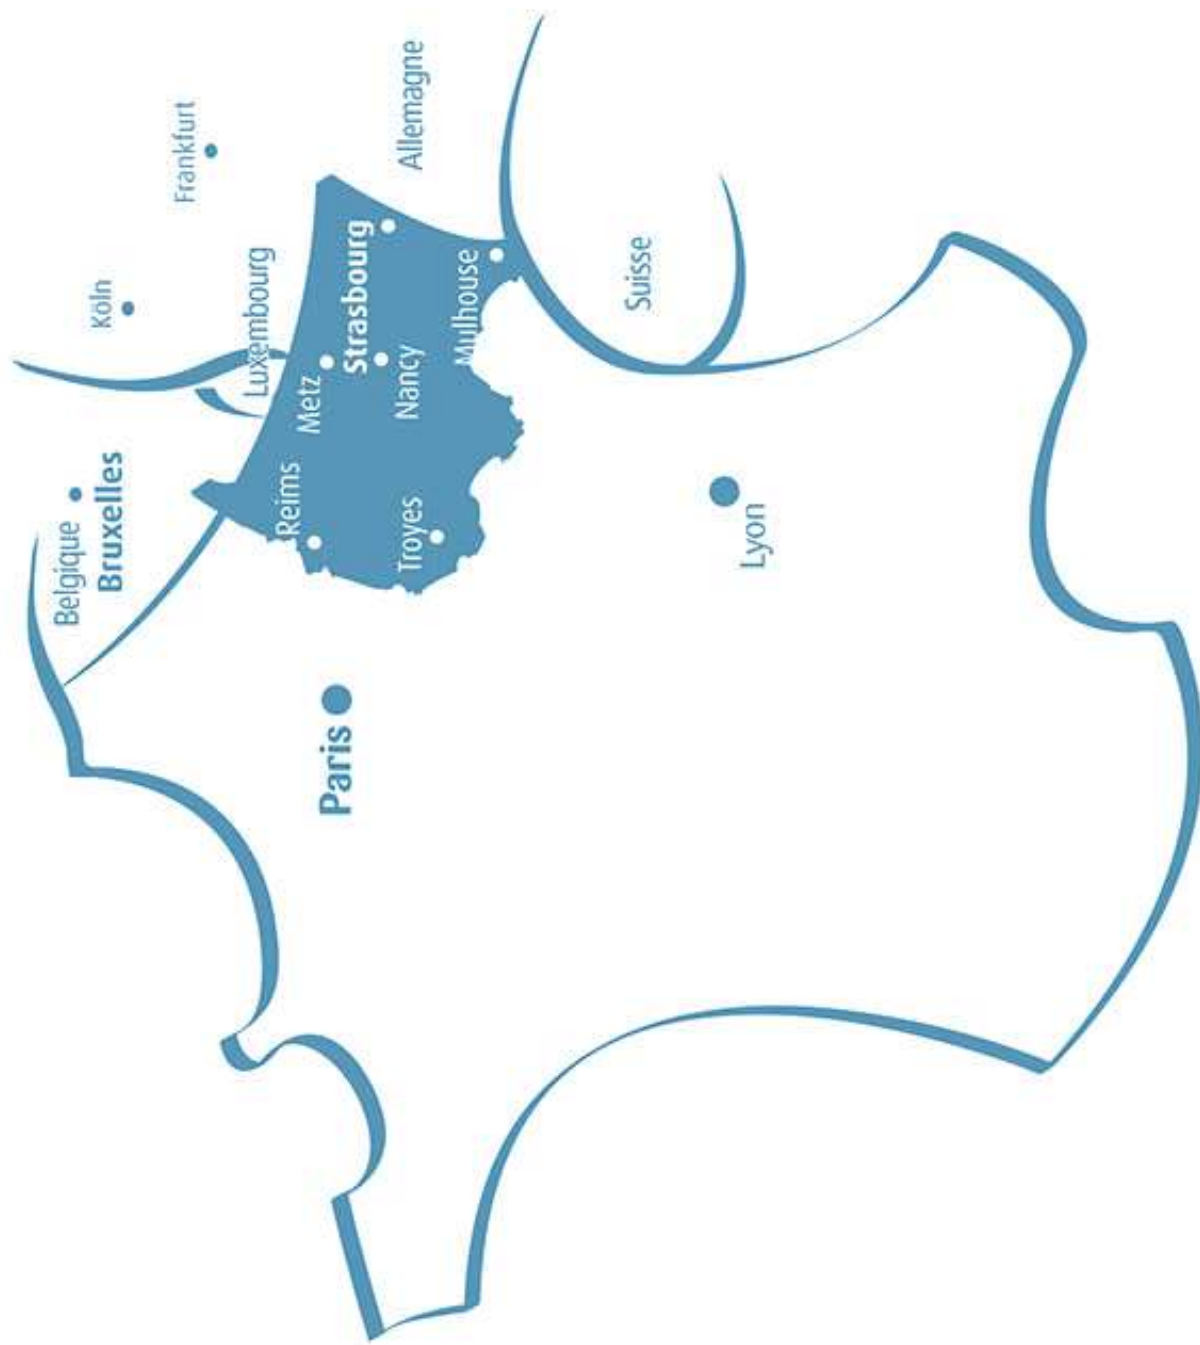 Belgique
Bruxelles
Köln
Frankfurt
Luxembourg
Allemagne
Reims
Metz
Strasbourg
Nancy
Troyes
Mulhouse
Paris
Suisse
Lyon